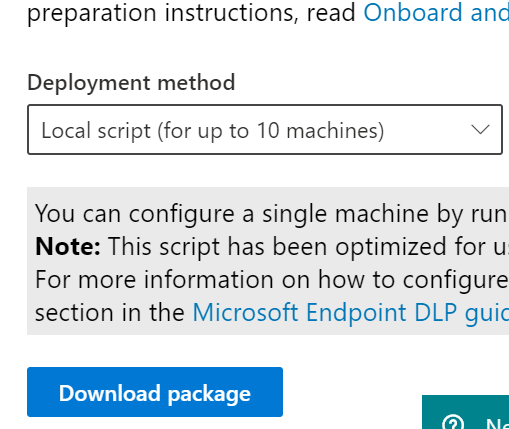 preparation instructions, read Onboard and
Deployment method
Local script (for up to 10 machines)
You can configure a single machine by run
Note: This script has been optimized for
For more information on how to configure
section in the Microsoft Endpoint DLP
Download package